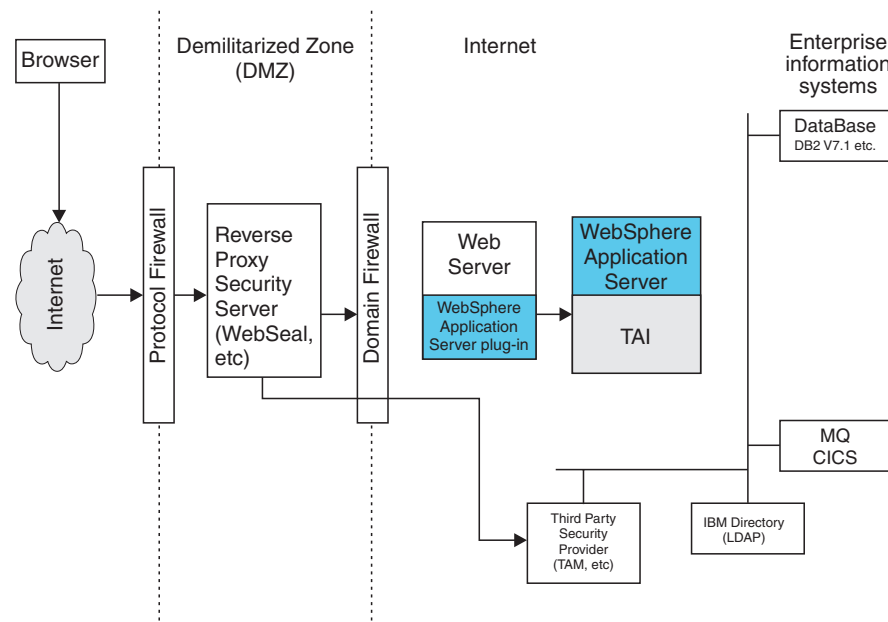 Browser
Demilitarized Zone
(DMZ)
Internet
Enterprise
information
systems
DataBase
DB2 V7.1 etc.
Internet
Protocol Firewall
Reverse
Proxy
Security
Server
(WebSeal,
etc)
Domain Firewall
Web
Server
WebSphere
Application
Server plug-in
WebSphere
Application
Server
TAI
MQ
CICS
Third Party
Security
Provider
(TAM, etc)
IBM Directory
(LDAP)